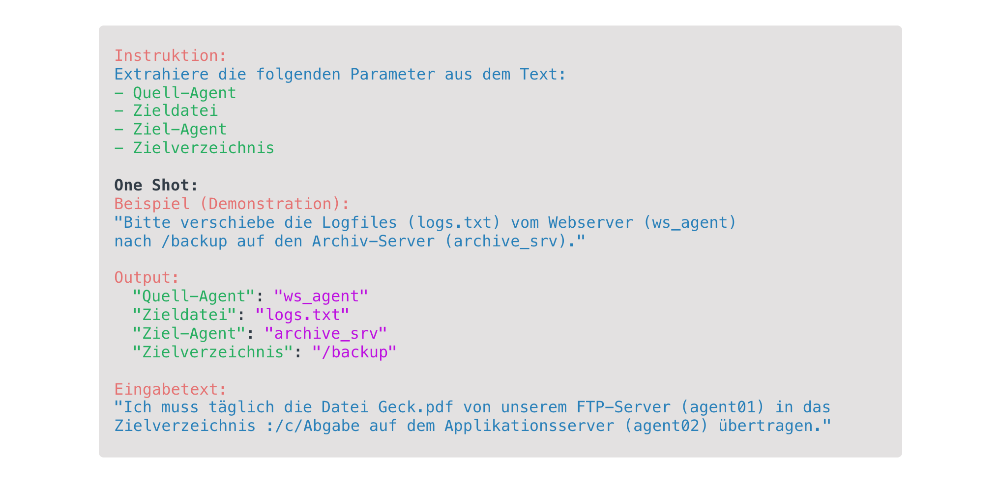 Instruktion:
Extrahiere die folgenden Parameter aus dem Text:
- Quell-Agent
- Zieldatei
- Ziel-Agent
- Zielverzeichnis
One Shot:
Beispiel (Demonstration):
"Bitte verschiebe die Logfiles (logs.txt) vom Webserver (ws_agent)
nach /backup auf den Archiv-Server (archive_srv)."
Output:
"Quell-Agent": "ws_agent"
"Zieldatei": "logs.txt"
"Ziel-Agent": "archive_srv"
"Zielverzeichnis": "/backup"
Eingabetext:
"Ich muss täglich die Datei Geck.pdf von unserem FTP-Server (agent01) in das
Zielverzeichnis :/c/Abgabe auf dem Applikationsserver (agent02) übertragen."